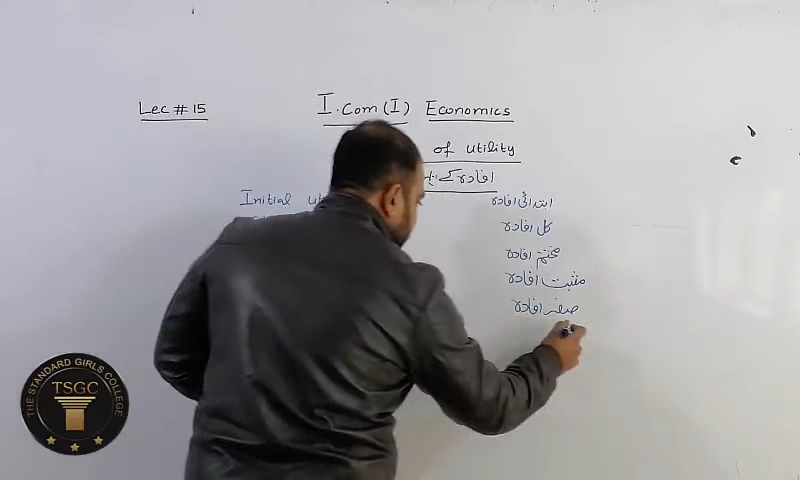 Lec # 15 I.Com (I) Economics
of utility
افادہ کے
Initial ابتدائی افادہ
کل افادہ
مختتم افادہ
مثبت افادہ
صفر افادہ
THE STANDARD GIRLS COLLEGE
TSGC